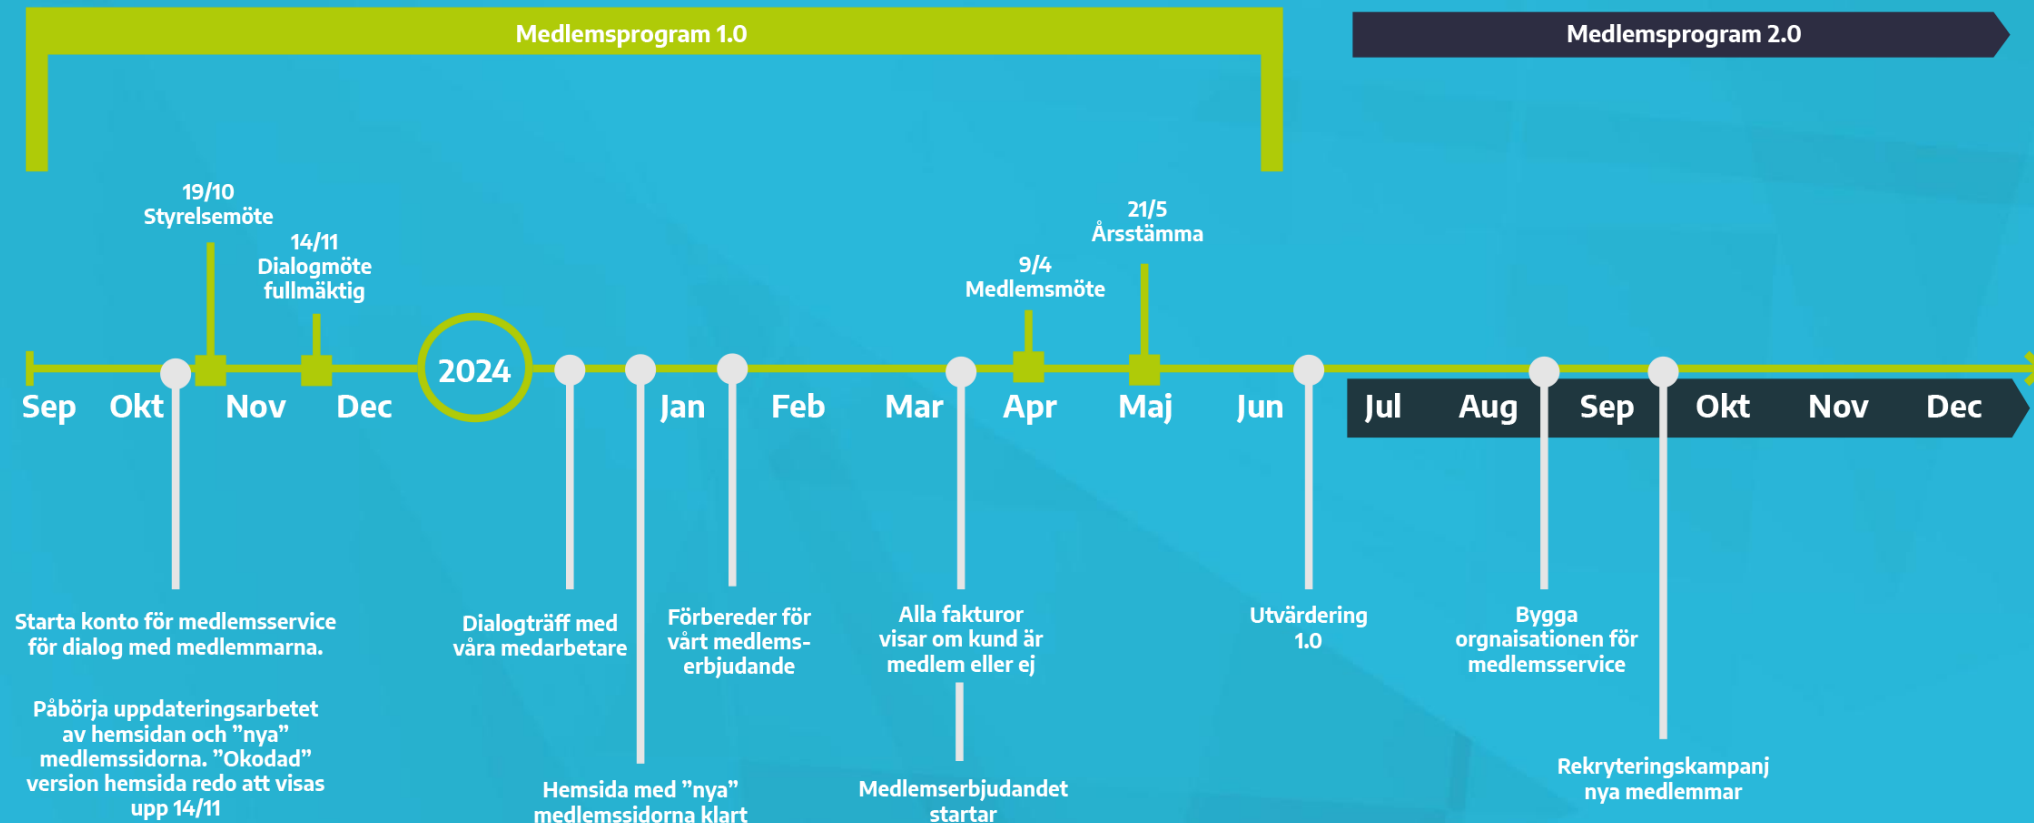 Medlemsprogram 1.0
Medlemsprogram 2.0
19/10
Styrelsemöte
14/11
Dialogmöte
fullmäktig
9/4
Medlemsmöte
21/5
Årsstämma
2024
Sep Okt Nov Dec Jan Feb Mar Apr Maj Jun Jul Aug Sep Okt Nov Dec
Starta konto för medlemsservice
för dialog med medlemmarna.
Påbörja uppdateringsarbetet
av hemsidan och ”nya”
medlemssidorna. ”Okodad”
version hemsida redo att visas
upp 14/11
Dialogträff med
våra medarbetare
Hemsida med ”nya”
medlemssidorna klart
Förbereder för
vårt medlems-
erbjudande
Alla fakturor
visar om kund är
medlem eller ej
Medlemserbjudandet
startar
Utvärdering
1.0
Bygga
orgnaisationen för
medlemsservice
Rekryteringskampanj
nya medlemmar